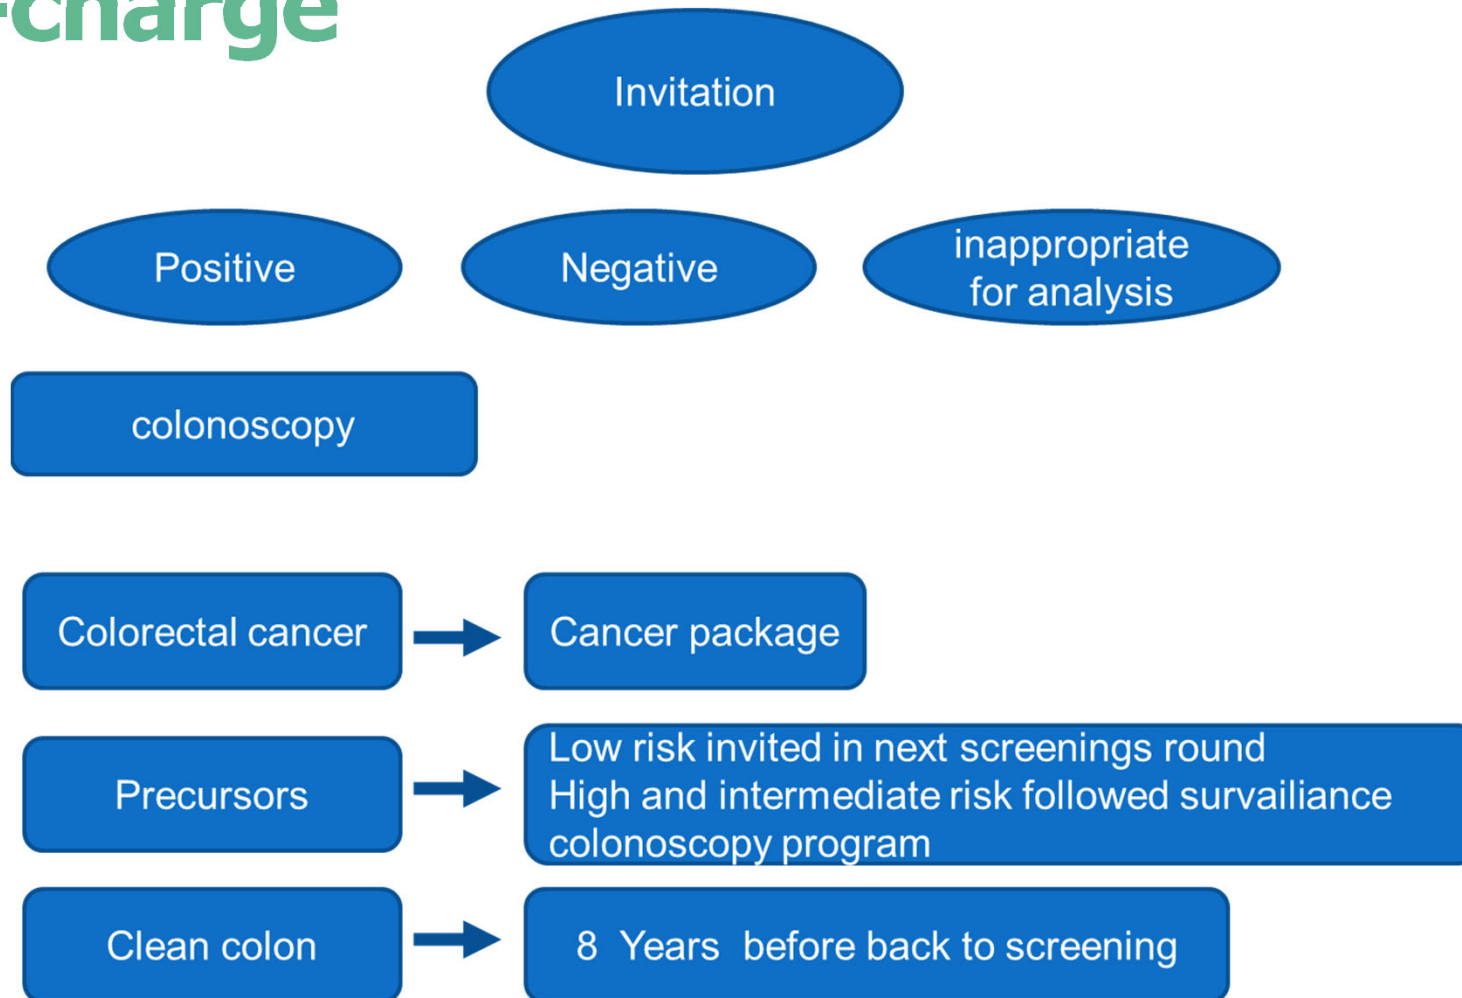 -charge
Invitation
Positive
Negative
inappropriate
for analysis
colonoscopy
Colorectal cancer
Cancer package
Precursors
Low risk invited in next screenings round
High and intermediate risk followed survailiance
colonoscopy program
Clean colon
8 Years before back to screening